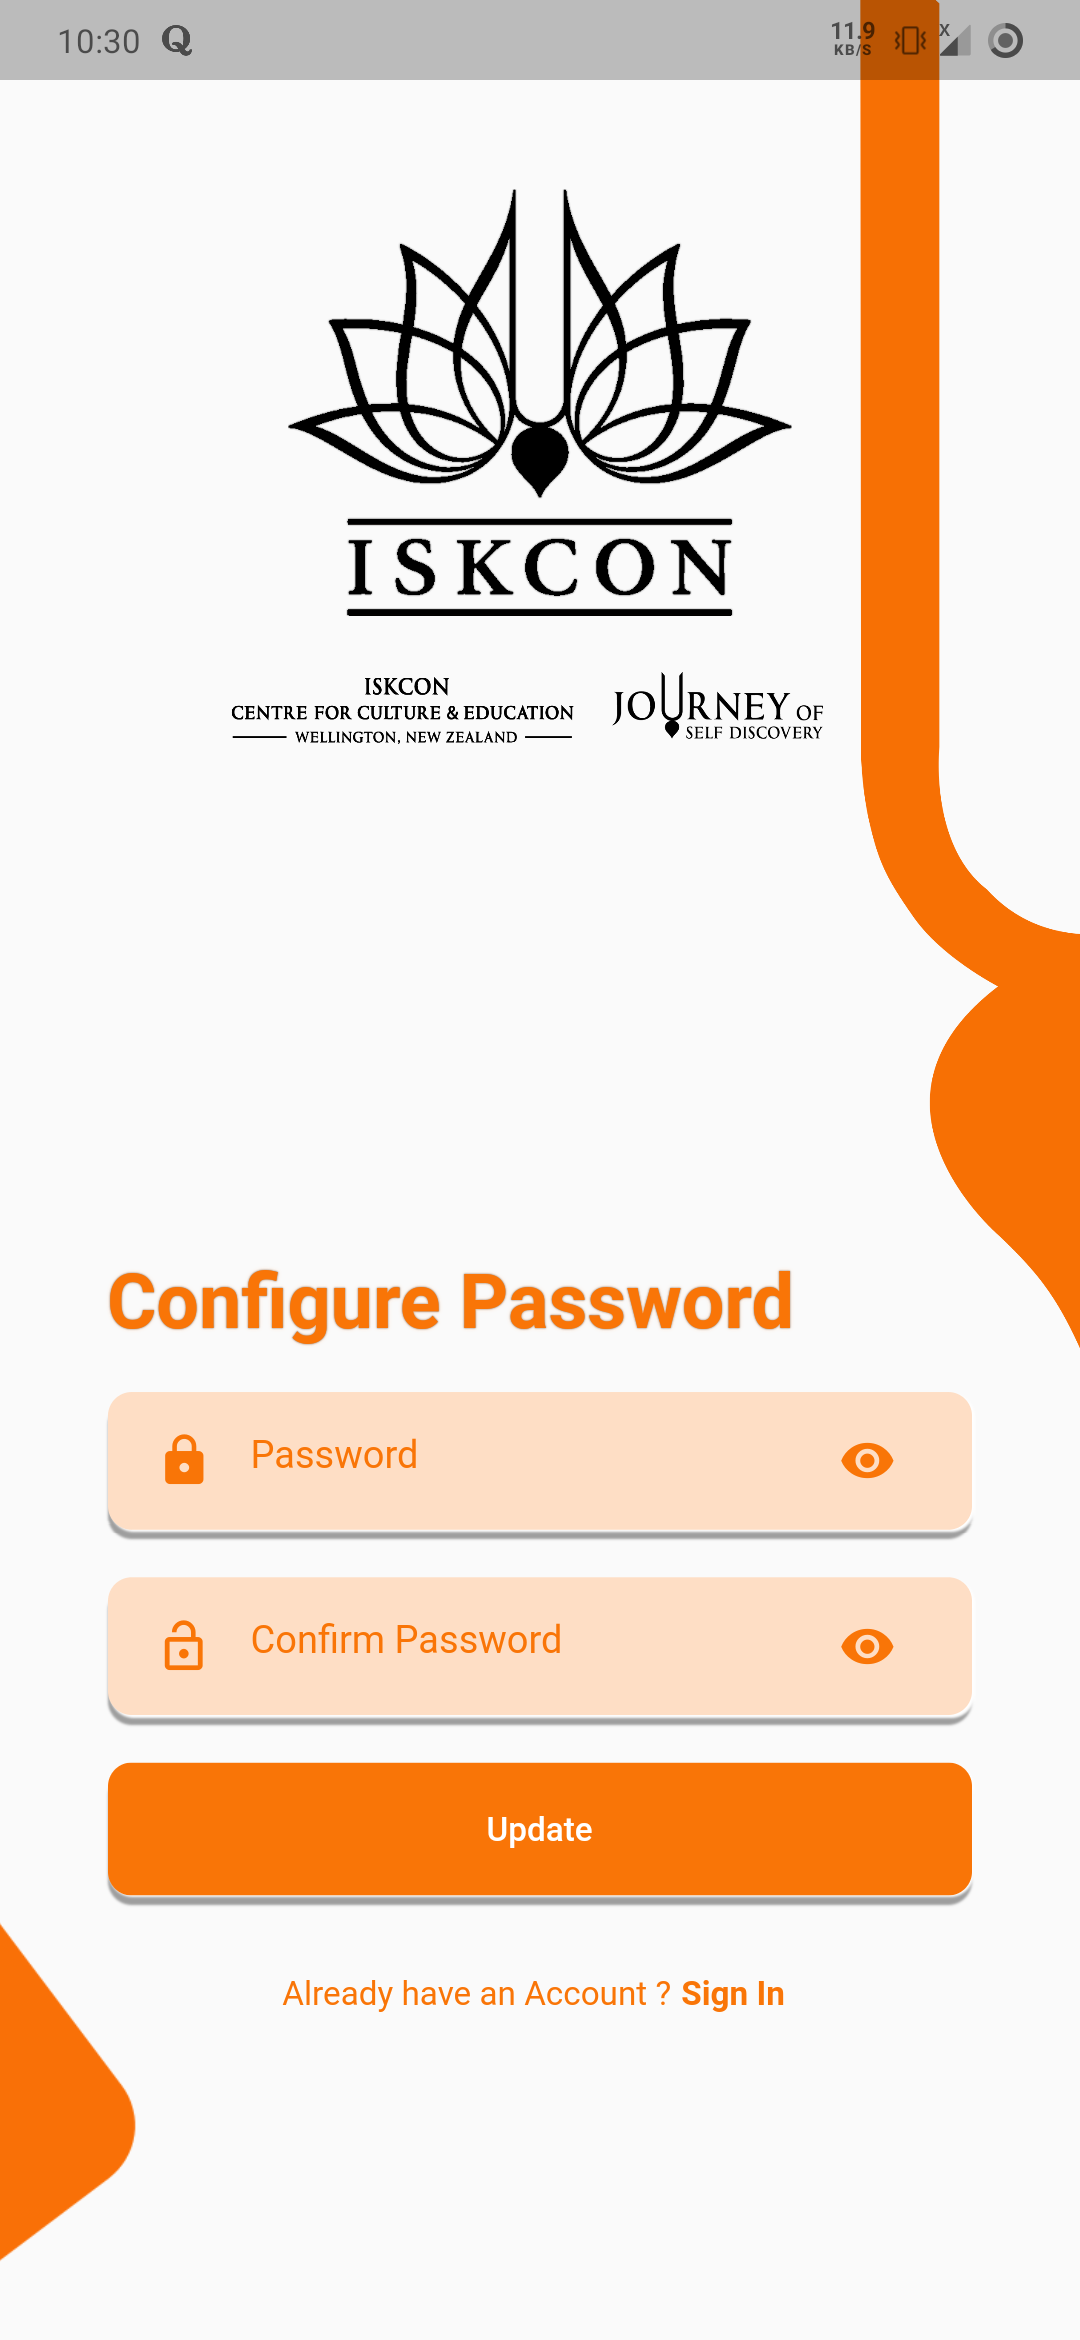 10:30 Q 11.9 KB/S X
ISKCON
ISKCON
CENTRE FOR CULTURE & EDUCATION
WELLINGTON, NEW ZEALAND
JOURNEY OF
SELF DISCOVERY
Configure Password
Password
Confirm Password
Update
Already have an Account ? Sign In